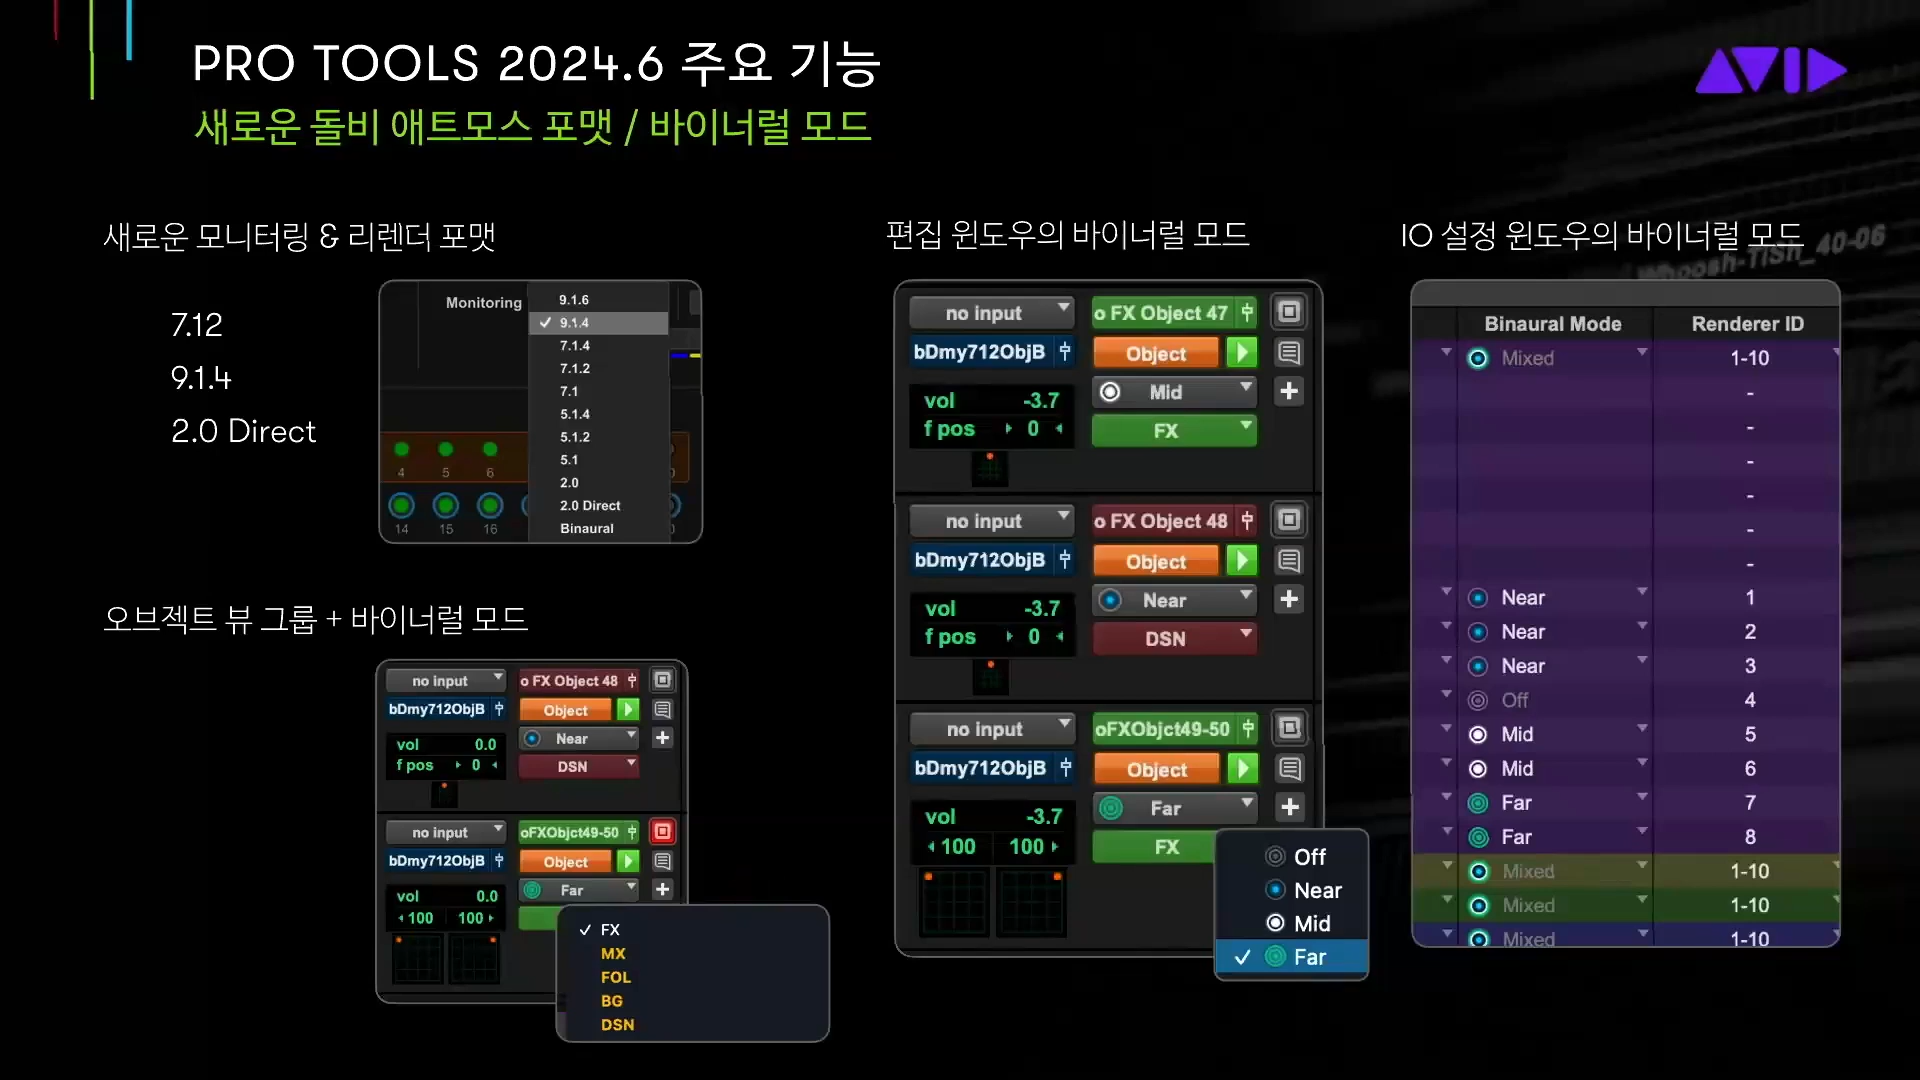 PRO TOOLS 2024.6 주요 기능
새로운 돌비 애트모스 포맷 / 바이너럴 모드
AVID
새로운 모니터링 & 리렌더 포맷
7.12
9.1.4
2.0 Direct
Monitoring
9.1.6
9.1.4
7.1.4
7.1.2
7.1
5.1.4
5.1.2
5.1
2.0
2.0 Direct
Binaural
4 5 6
14 15 16
오브젝트 뷰 그룹 + 바이너럴 모드
no input o FX Object 48
bDmy712ObjB Object
Near
vol 0.0
f pos 0
DSN
no input oFXObjct49-50
bDmy712ObjB Object
Far
vol 0.0
100 100
FX
MX
FOL
BG
DSN
편집 윈도우의 바이너럴 모드
no input o FX Object 47
bDmy712ObjB Object
Mid
vol -3.7
f pos 0
FX
no input o FX Object 48
bDmy712ObjB Object
Near
vol -3.7
f pos 0
DSN
no input oFXObjct49-50
bDmy712ObjB Object
Far
vol -3.7
100 100
FX
Off
Near
Mid
Far
IO 설정 윈도우의 바이너럴 모드
Whoosh-TiSh_40-06
Binaural Mode Renderer ID
Mixed 1-10
-
-
-
-
-
-
Near 1
Near 2
Near 3
Off 4
Mid 5
Mid 6
Far 7
Far 8
Mixed 1-10
Mixed 1-10
Mixed 1-10